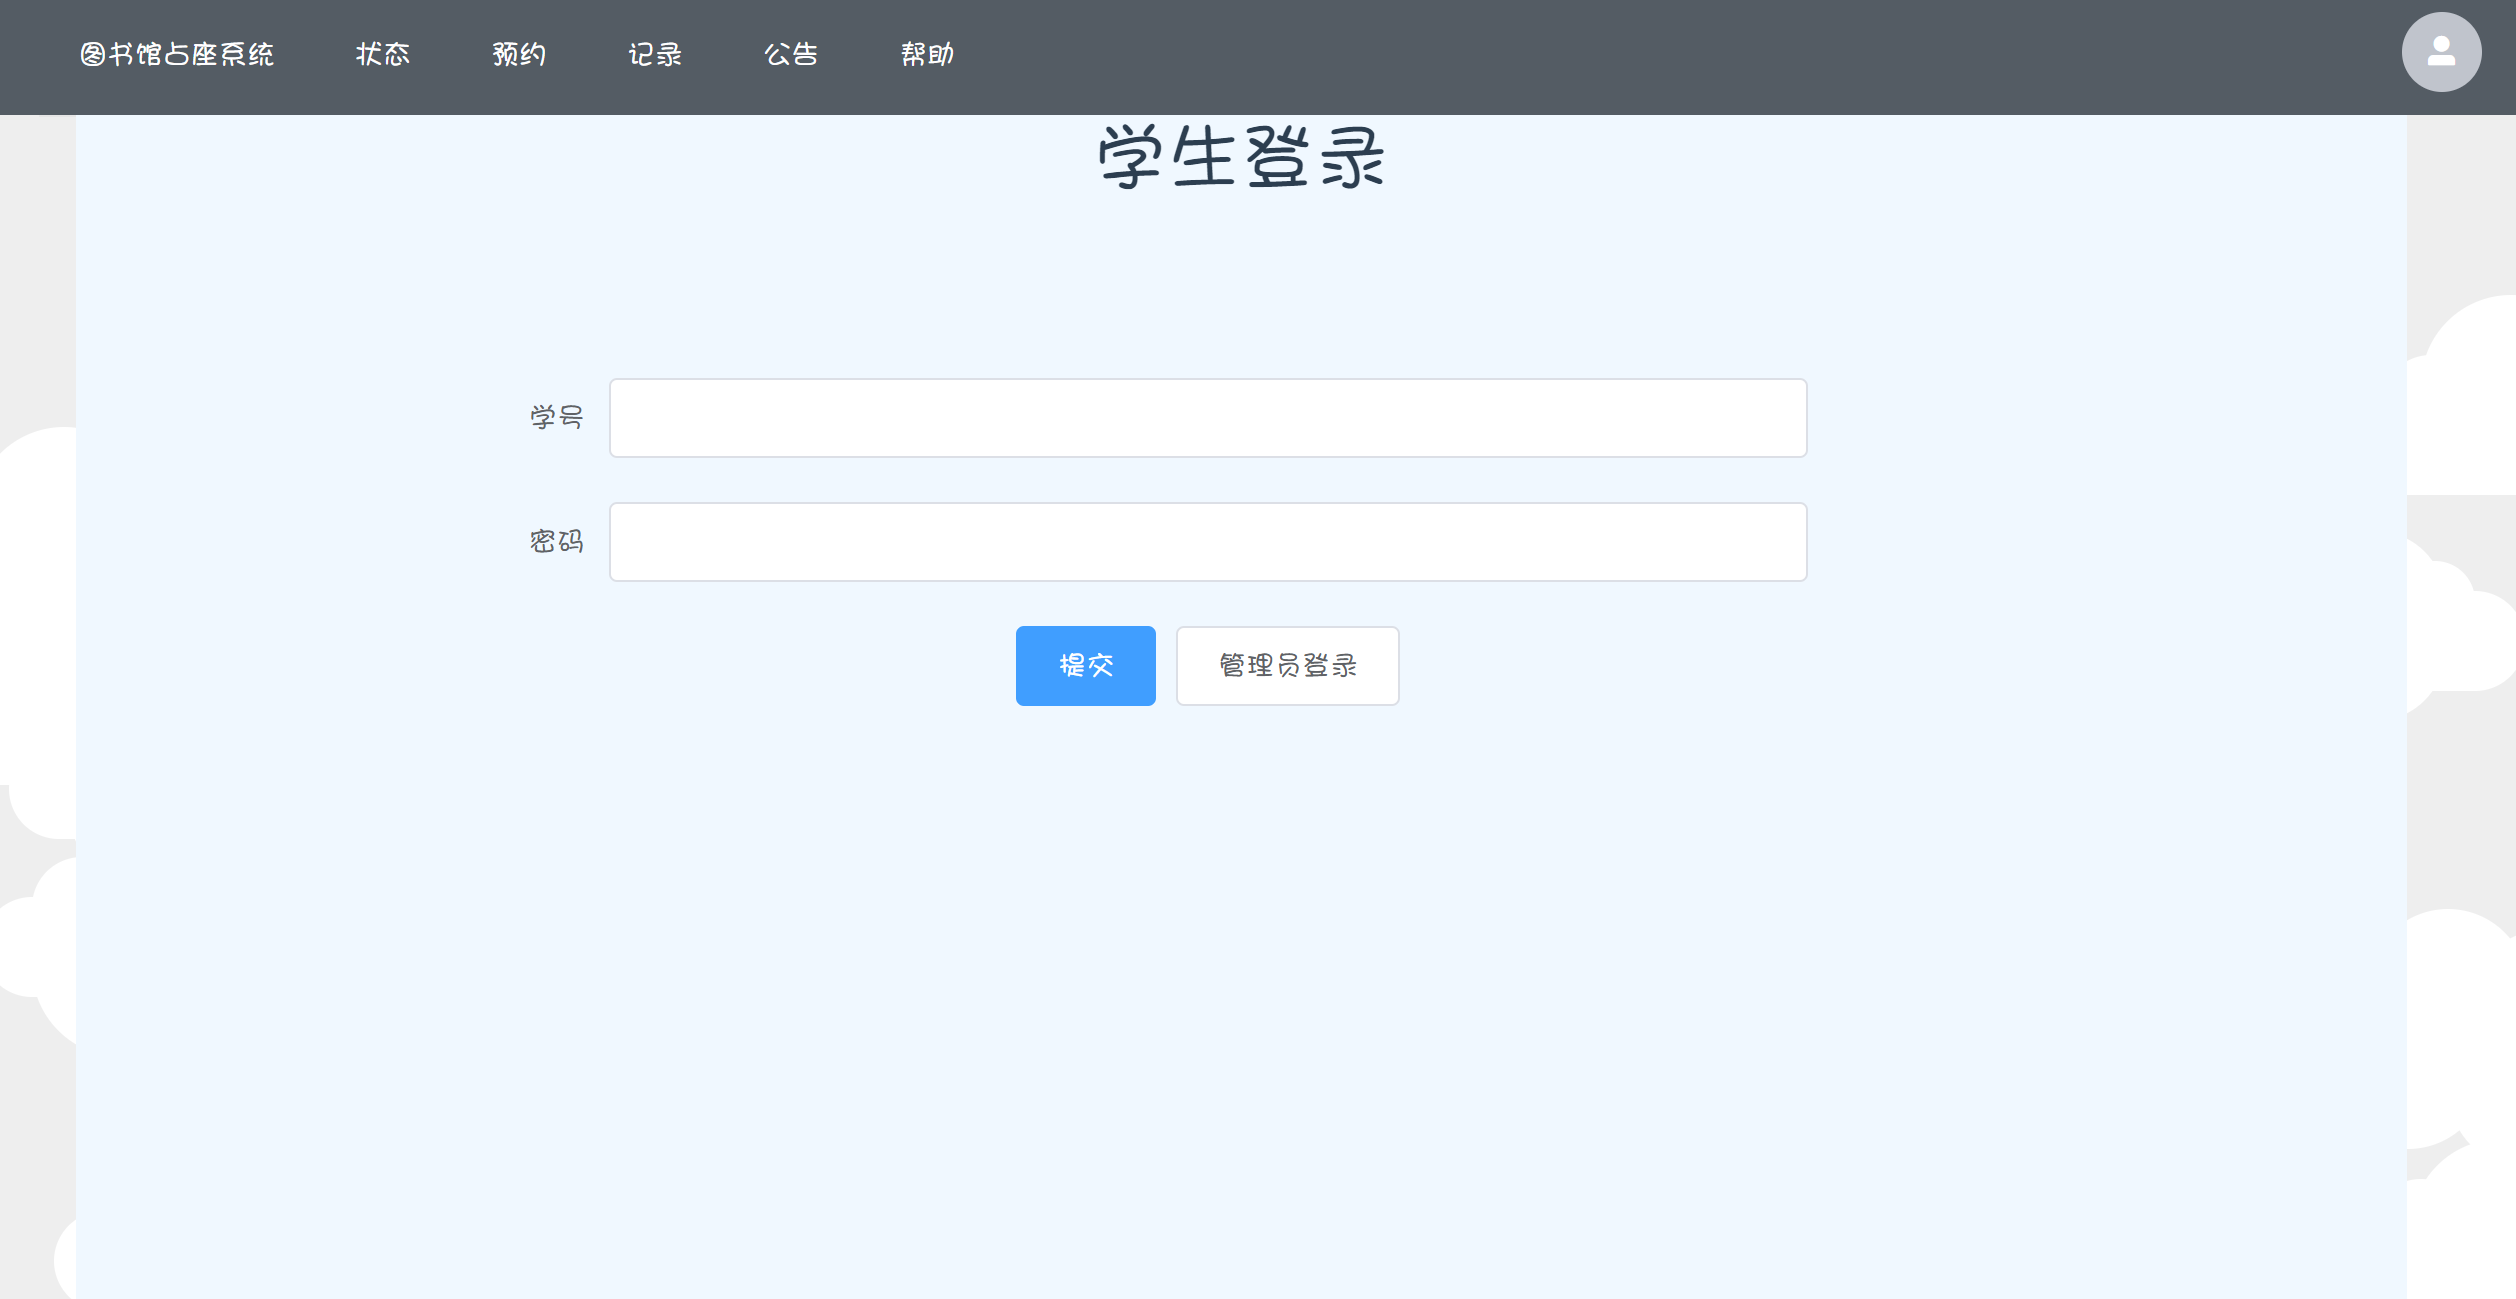 图书馆占座系统 状态 预约 记录 公告 帮助
学生登录
学号
密码
提交 管理员登录